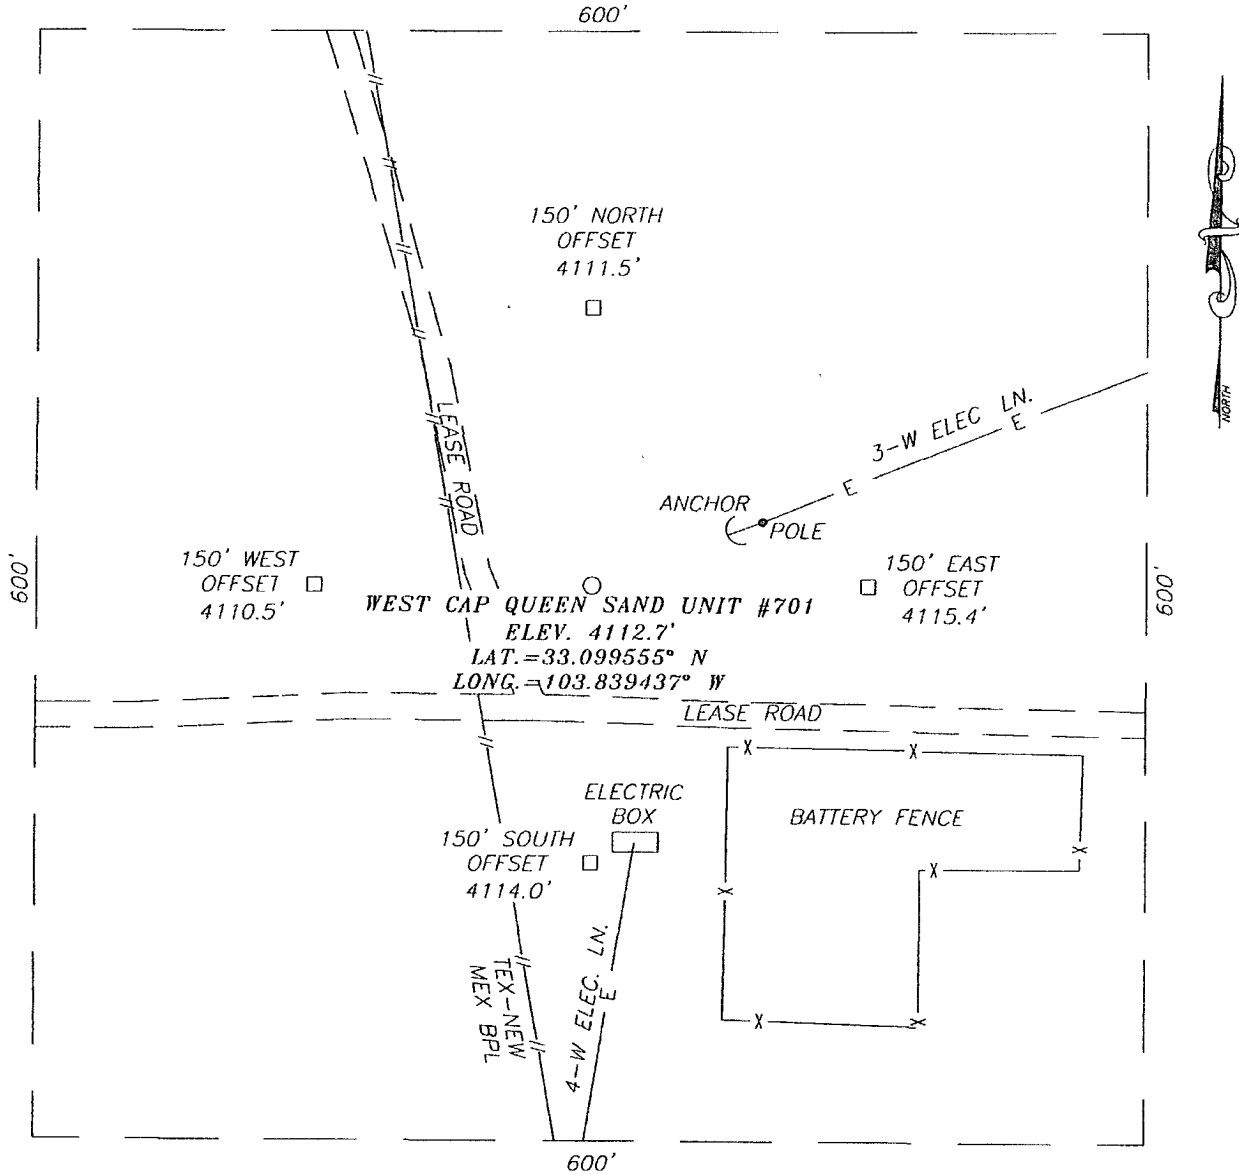 600'
150' NORTH
OFFSET
4111.5'
NORTH
LEASE ROAD
3-W ELEC LN.
E
E
ANCHOR
POLE
600'
150' WEST
OFFSET
4110.5'
150' EAST
OFFSET
4115.4'
600'
WEST CAP QUEEN SAND UNIT #701
ELEV. 4112.7'
LAT.=33.099555° N
LONG.=103.839437° W
LEASE ROAD
X
X
ELECTRIC
BOX
BATTERY FENCE
150' SOUTH
OFFSET
4114.0'
X
X
X
TEX-NEW
MEX BPL
4-W ELEC. LN.
E
X
X
600'